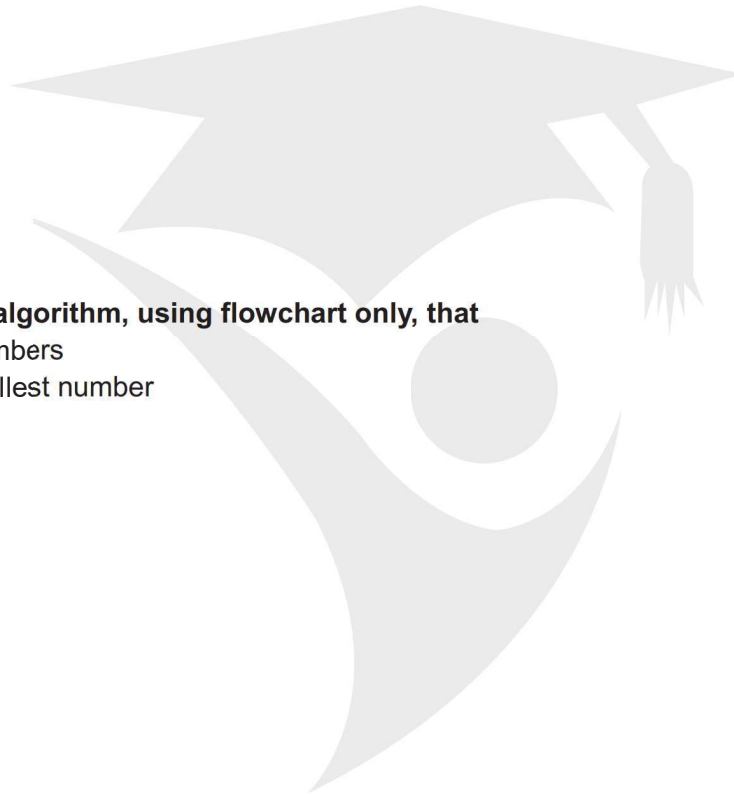 algorithm, using flowchart only, that
nbers
llest number